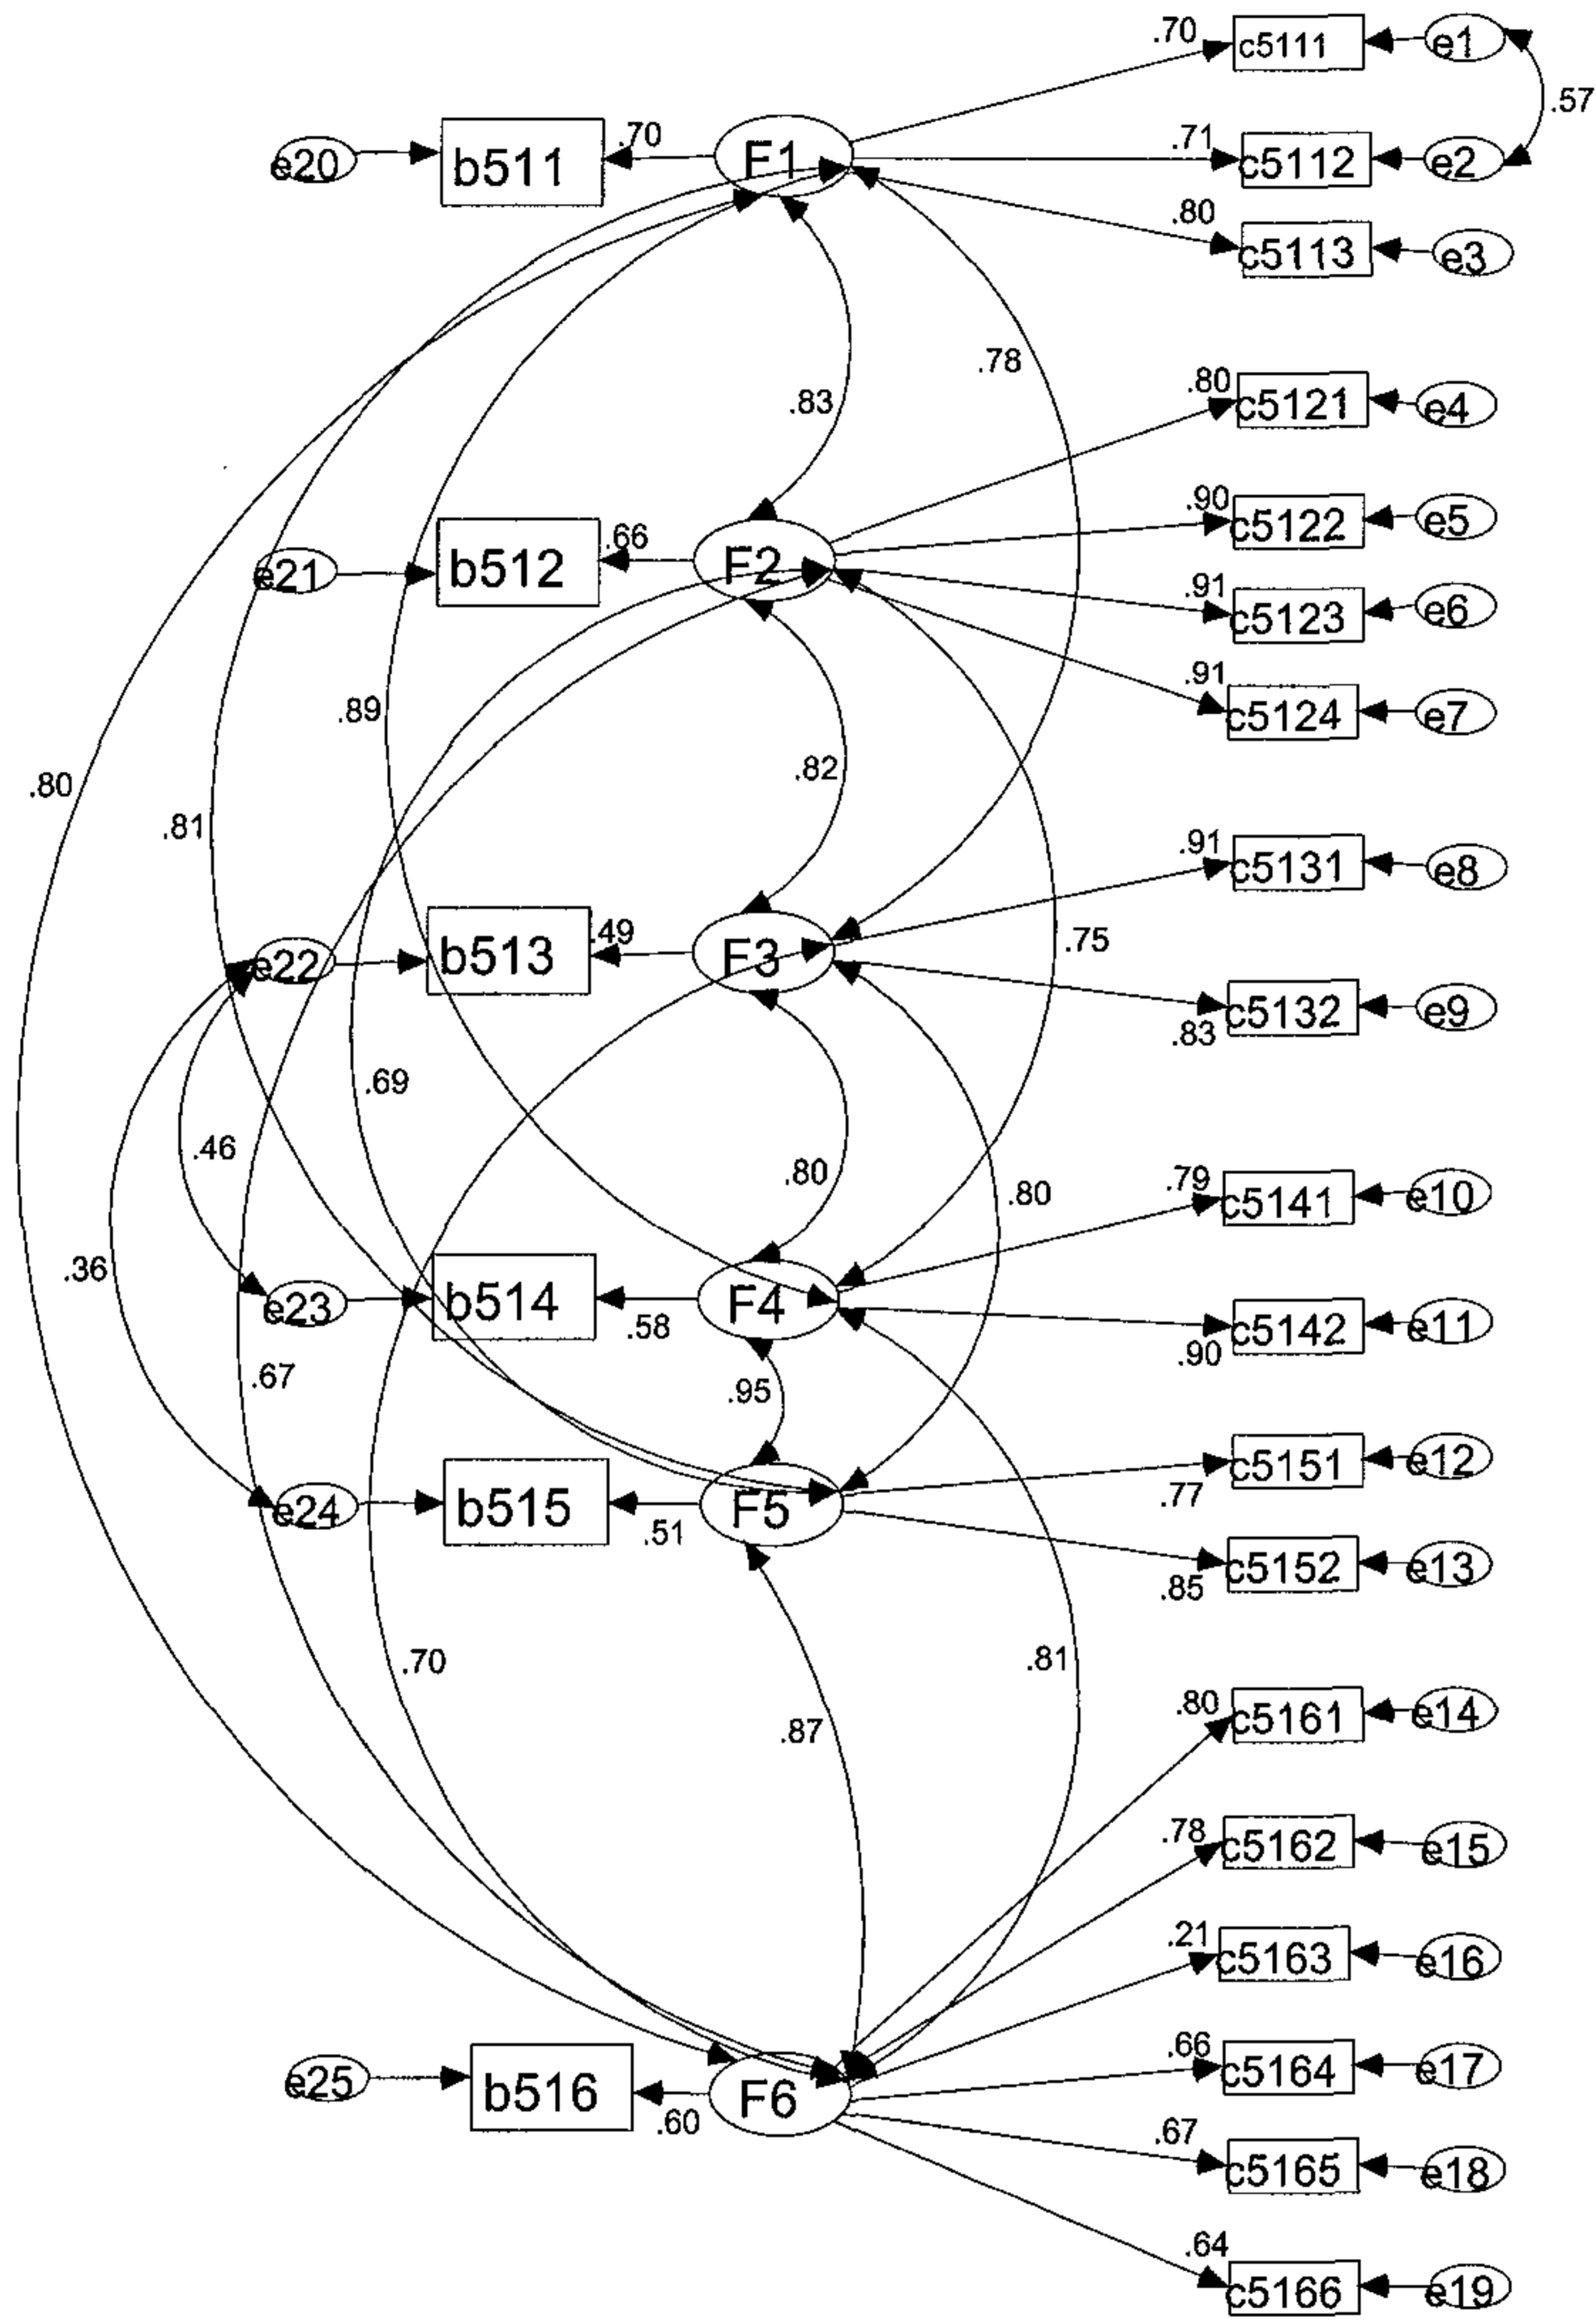 .70 c5111 e1
.57
e20 b511 .70 F1 .71 c5112 e2
.80 c5113 e3
.78
.83 .80 c5121 e4
.90 c5122 e5
e21 b512 .66 F2
.91 c5123 e6
.91 c5124 e7
.89
.80 .82
.81
.91 c5131 e8
e22 b513 .49 F3 .75
.83 c5132 e9
.69
.46
.80 .80 .79 c5141 e10
.36
e23 b514 .58 F4 .90 c5142 e11
.67 .95
.77 c5151 e12
e24 b515 .51 F5
.85 c5152 e13
.70 .81
.87 .80 c5161 e14
.78 c5162 e15
.21 c5163 e16
e25 b516 .60 F6 .66 c5164 e17
.67 c5165 e18
.64 c5166 e19